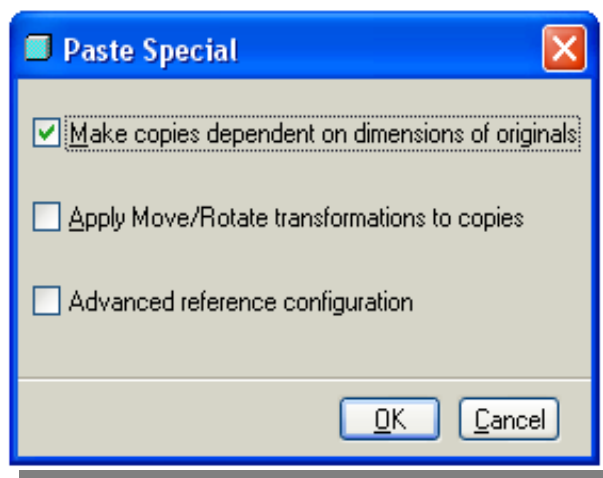 Paste Special
Make copies dependent on dimensions of originals
Apply Move/Rotate transformations to copies
Advanced reference configuration
OK Cancel